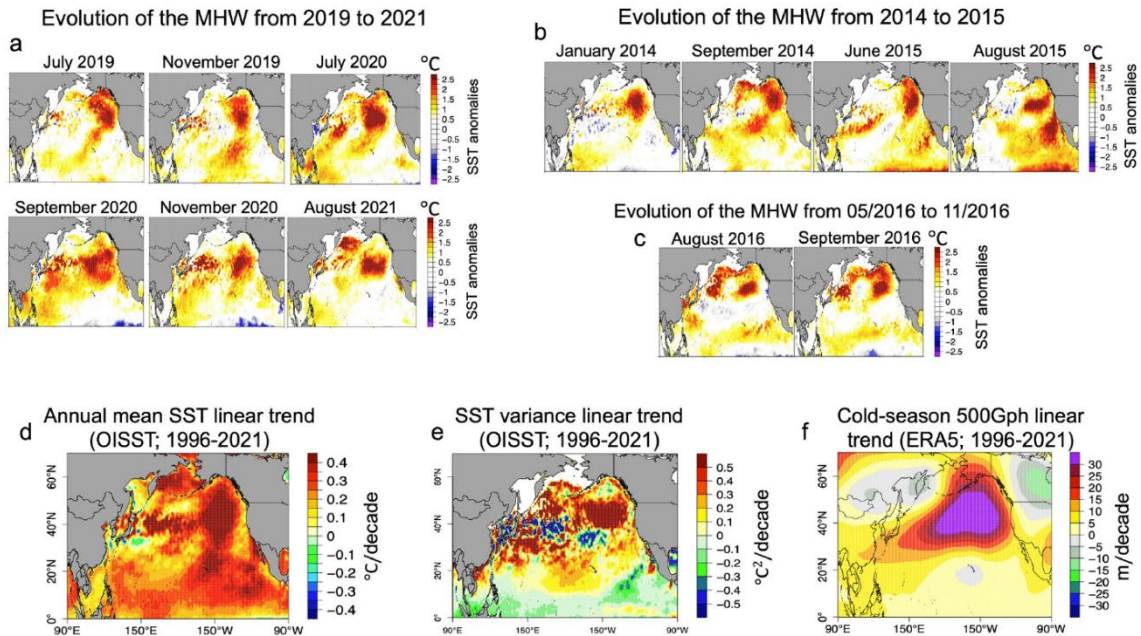 Evolution of the MHW from 2019 to 2021
a
July 2019 November 2019 July 2020 °C
2.5
2
1.5
1
0.5
0
-0.5
-1
-1.5
-2
-2.5
SST anomalies
September 2020 November 2020 August 2021 °C
2.5
2
1.5
1
0.5
0
-0.5
-1
-1.5
-2
-2.5
SST anomalies
Evolution of the MHW from 2014 to 2015
b
January 2014 September 2014 June 2015 August 2015 °C
2.5
2
1.5
1
0.5
0
-0.5
-1
-1.5
-2
-2.5
SST anomalies
Evolution of the MHW from 05/2016 to 11/2016
c
August 2016 September 2016 °C
2.5
2
1.5
1
0.5
0
-0.5
-1
-1.5
-2
-2.5
SST anomalies
Annual mean SST linear trend
d (OISST; 1996-2021)
60°N
40°N
20°N
0°
90°E 150°E 150°W 90°W
0.4
0.3
0.2
0.1
0
-0.1
-0.2
-0.3
-0.4
°C/decade
SST variance linear trend
e (OISST; 1996-2021)
60°N
40°N
20°N
0°
90°E 150°E 150°W 90°W
0.5
0.4
0.3
0.2
0.1
0
-0.1
-0.2
-0.3
-0.4
-0.5
°C²/decade
Cold-season 500Gph linear
f trend (ERA5; 1996-2021)
60°N
40°N
20°N
0°
90°E 150°E 150°W 90°W
30
25
20
15
10
5
0
-5
-10
-15
-20
-25
-30
m/decade